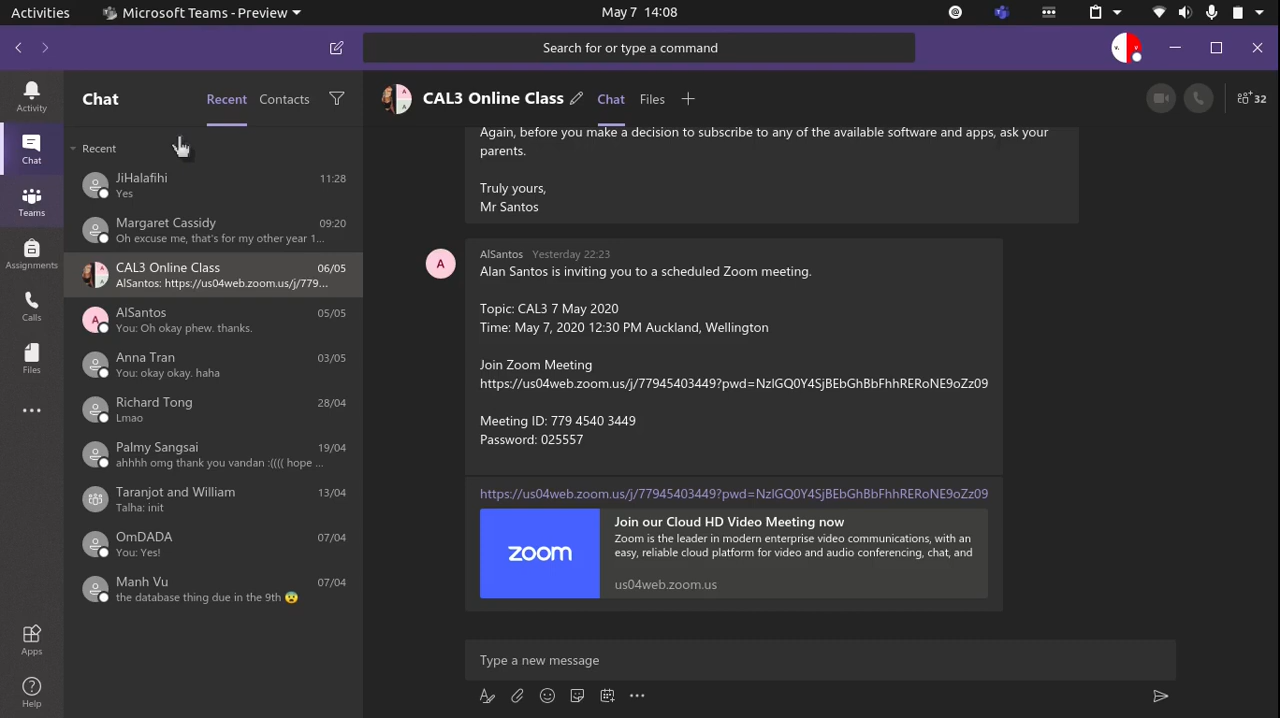 Activities
Microsoft Teams - Preview
May 7 14:08
Search for or type a command
Activity
Chat
Teams
Assignments
Calls
Files
Apps
Help
Chat
Recent
Contacts
Recent
JiHalafihi
11:28
Yes
Margaret Cassidy
09:20
Oh excuse me, that's for my other year 1...
CAL3 Online Class
06/05
AlSantos: https://us04web.zoom.us/j/779...
AlSantos
05/05
You: Oh okay phew. thanks.
Anna Tran
03/05
You: okay okay. haha
Richard Tong
28/04
Lmao
Palmy Sangsai
19/04
ahhhh omg thank you vandan :(((( hope ...
Taranjot and William
13/04
Talha: init
OmDADA
07/04
You: Yes!
Manh Vu
07/04
the database thing due in the 9th 😨
CAL3 Online Class
Chat
Files
32
Again, before you make a decision to subscribe to any of the available software and apps, ask your
parents.
Truly yours,
Mr Santos
A
AlSantos Yesterday 22:23
Alan Santos is inviting you to a scheduled Zoom meeting.
Topic: CAL3 7 May 2020
Time: May 7, 2020 12:30 PM Auckland, Wellington
Join Zoom Meeting
https://us04web.zoom.us/j/77945403449?pwd=NzlGQ0Y4SjBEbGhBbFhhRERoNE9oZz09
Meeting ID: 779 4540 3449
Password: 025557
https://us04web.zoom.us/j/77945403449?pwd=NzlGQ0Y4SjBEbGhBbFhhRERoNE9oZz09
zoom
Join our Cloud HD Video Meeting now
Zoom is the leader in modern enterprise video communications, with an
easy, reliable cloud platform for video and audio conferencing, chat, and
us04web.zoom.us
Type a new message